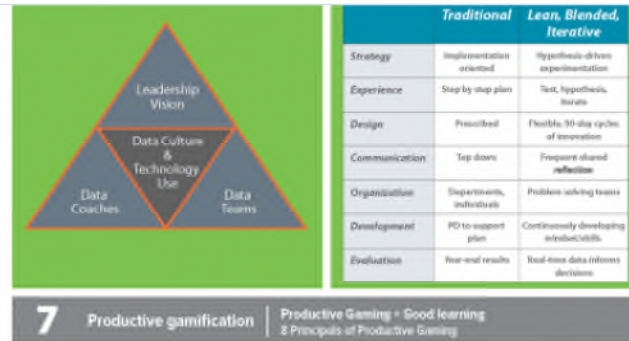 Leadership
Vision
Data Culture
&
Technology
Use
Data
Coaches
Data
Teams
Traditional
Lean, Blended,
Iterative
Strategy
Implementation
oriented
Hypothesis-driven
experimentation
Experience
Step by step plan
Test, hypothesis,
iterate
Design
Prescribed
Flexible, 90-day cycles
of innovation
Communication
Top down
Frequent shared
reflection
Organization
Departments,
individuals
Problem solving teams
Development
PD to support
plan
Continuously developing
mindset/skills
Evaluation
Year-end results
Real-time data informs
decisions
7
Productive gamification
Productive Gaming = Good learning
8 Principals of Productive Gaming